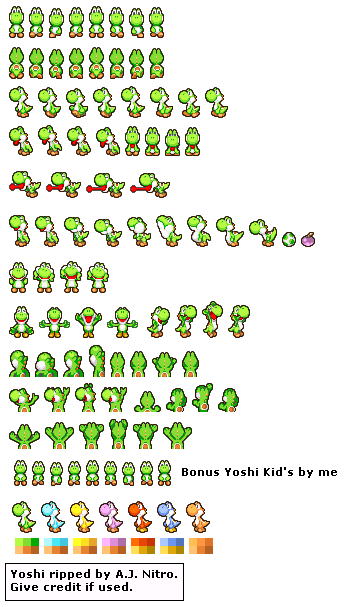 Bonus Yoshi Kid's by me
Yoshi ripped by A.J. Nitro.
Give credit if used.